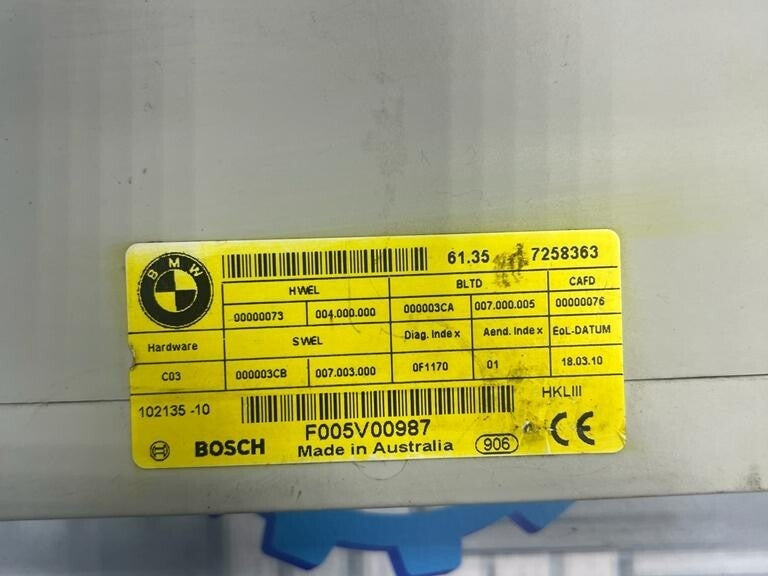 BMW
61.35 7258363
HWEL BLTD CAFD
00000073 004.000.000 000003CA 007.000.005 00000076
Hardware SWEL Diag. Index Aend. Index EoL-DATUM
C03 000003CB 007.003.000 0F1170 01 18.03.10
102135 -10 HKLIII
BOSCH F005V00987
Made in Australia 906 CE